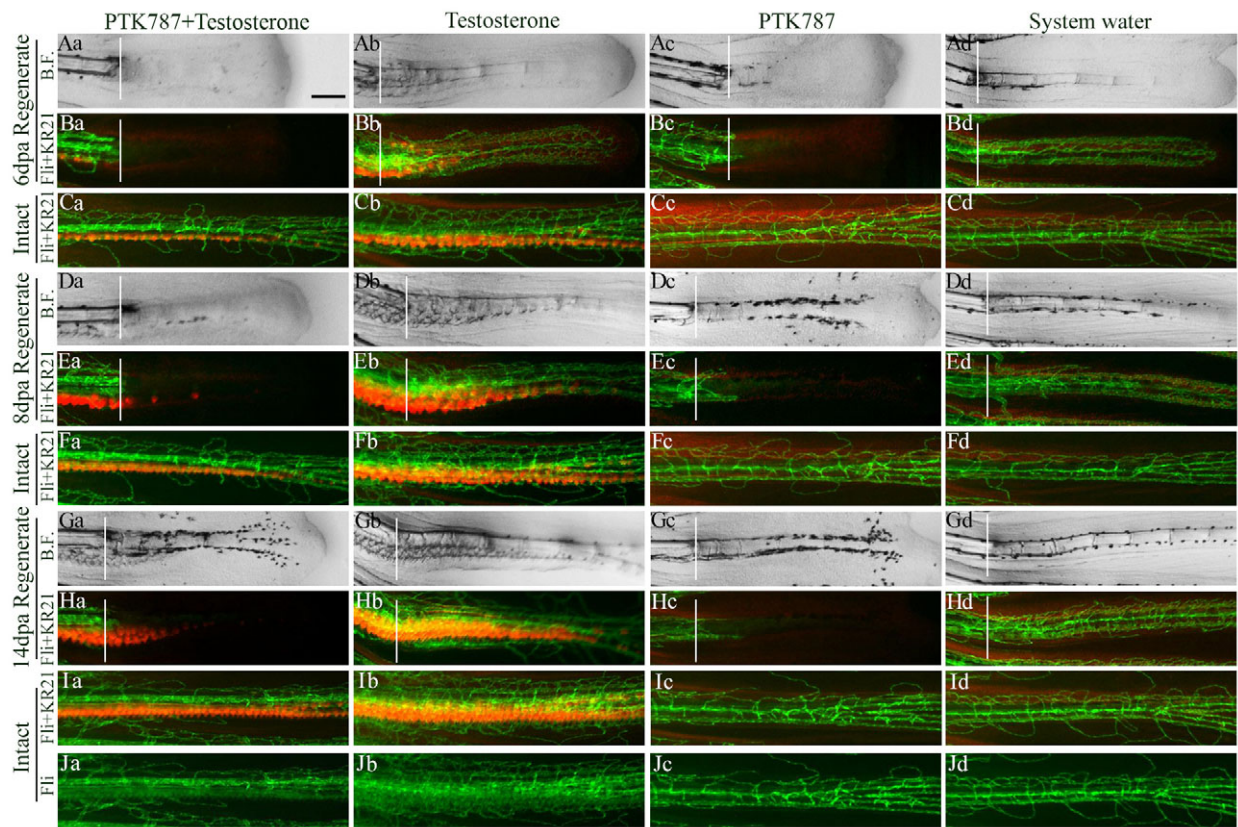 PTK787+Testosterone Testosterone PTK787 System water
6dpa Regenerate
B.F.
Aa Ab Ac Ad
Fli+KR21
Ba Bb Bc Bd
Intact
Fli+KR21
Ca Cb Cc Cd
8dpa Regenerate
B.F.
Da Db Dc Dd
Fli+KR21
Ea Eb Ec Ed
Intact
Fli+KR21
Fa Fb Fc Fd
14dpa Regenerate
B.F.
Ga Gb Gc Gd
Fli+KR21
Ha Hb Hc Hd
Intact
Fli+KR21
Ia Ib Ic Id
Fli
Ja Jb Jc Jd